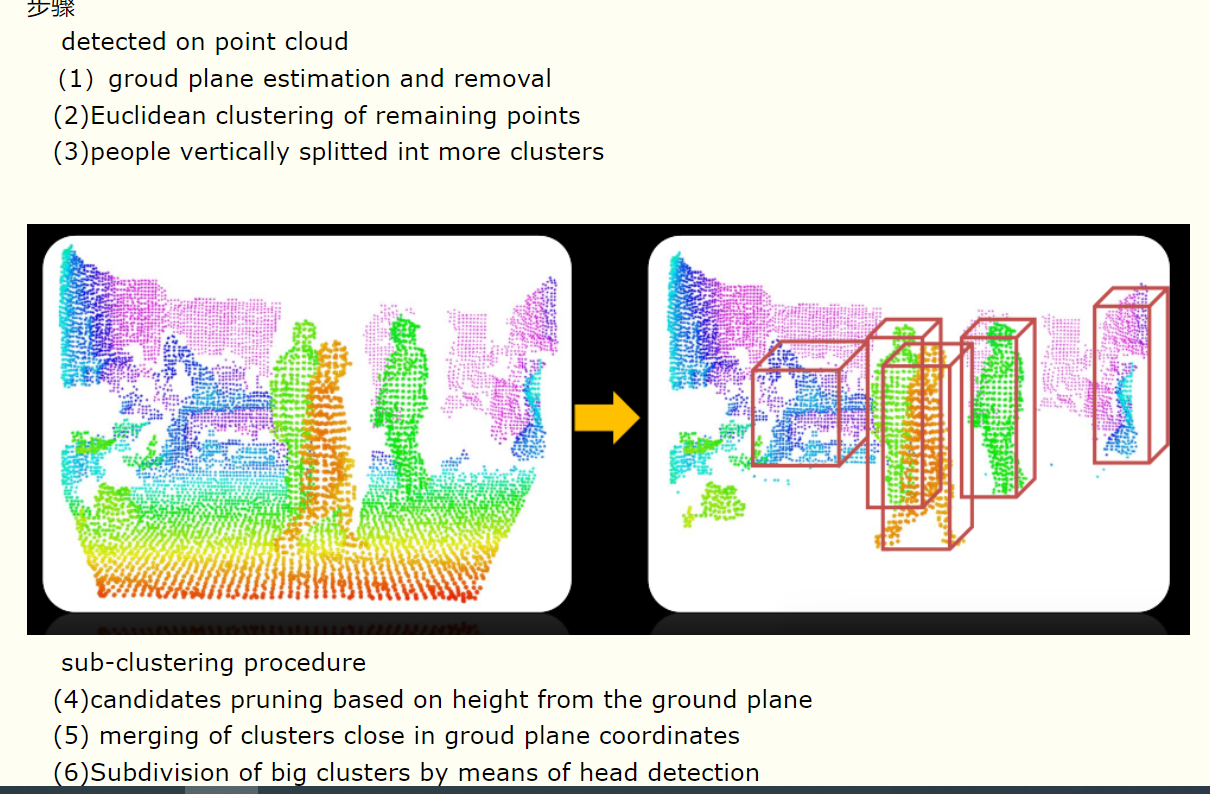 步骤
detected on point cloud
(1) groud plane estimation and removal
(2)Euclidean clustering of remaining points
(3)people vertically splitted int more clusters
sub-clustering procedure
(4)candidates pruning based on height from the ground plane
(5) merging of clusters close in groud plane coordinates
(6)Subdivision of big clusters by means of head detection